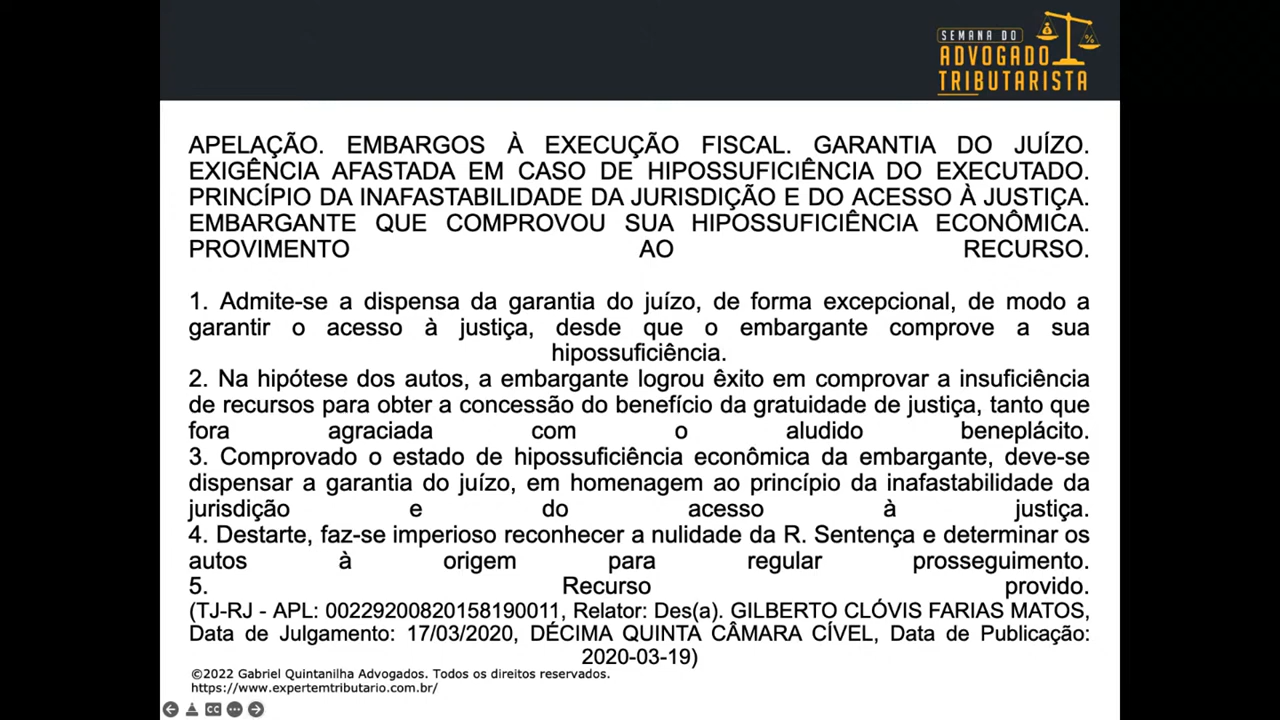 SEMANA DO
ADVOGADO
TRIBUTARISTA
APELAÇÃO. EMBARGOS À EXECUÇÃO FISCAL. GARANTIA DO JUÍZO.
EXIGÊNCIA AFASTADA EM CASO DE HIPOSSUFICIÊNCIA DO EXECUTADO.
PRINCÍPIO DA INAFASTABILIDADE DA JURISDIÇÃO E DO ACESSO À JUSTIÇA.
EMBARGANTE QUE COMPROVOU SUA HIPOSSUFICIÊNCIA ECONÔMICA.
PROVIMENTO AO RECURSO.
1. Admite-se a dispensa da garantia do juízo, de forma excepcional, de modo a
garantir o acesso à justiça, desde que o embargante comprove a sua
hipossuficiência.
2. Na hipótese dos autos, a embargante logrou êxito em comprovar a insuficiência
de recursos para obter a concessão do benefício da gratuidade de justiça, tanto que
fora agraciada com o aludido beneplácito.
3. Comprovado o estado de hipossuficiência econômica da embargante, deve-se
dispensar a garantia do juízo, em homenagem ao princípio da inafastabilidade da
jurisdição e do acesso à justiça.
4. Destarte, faz-se imperioso reconhecer a nulidade da R. Sentença e determinar os
autos à origem para regular prosseguimento.
5. Recurso provido.
(TJ-RJ - APL: 00229200820158190011, Relator: Des(a). GILBERTO CLÓVIS FARIAS MATOS,
Data de Julgamento: 17/03/2020, DÉCIMA QUINTA CÂMARA CÍVEL, Data de Publicação:
2020-03-19)
©2022 Gabriel Quintanilha Advogados. Todos os direitos reservados.
https://www.expertemtributario.com.br/